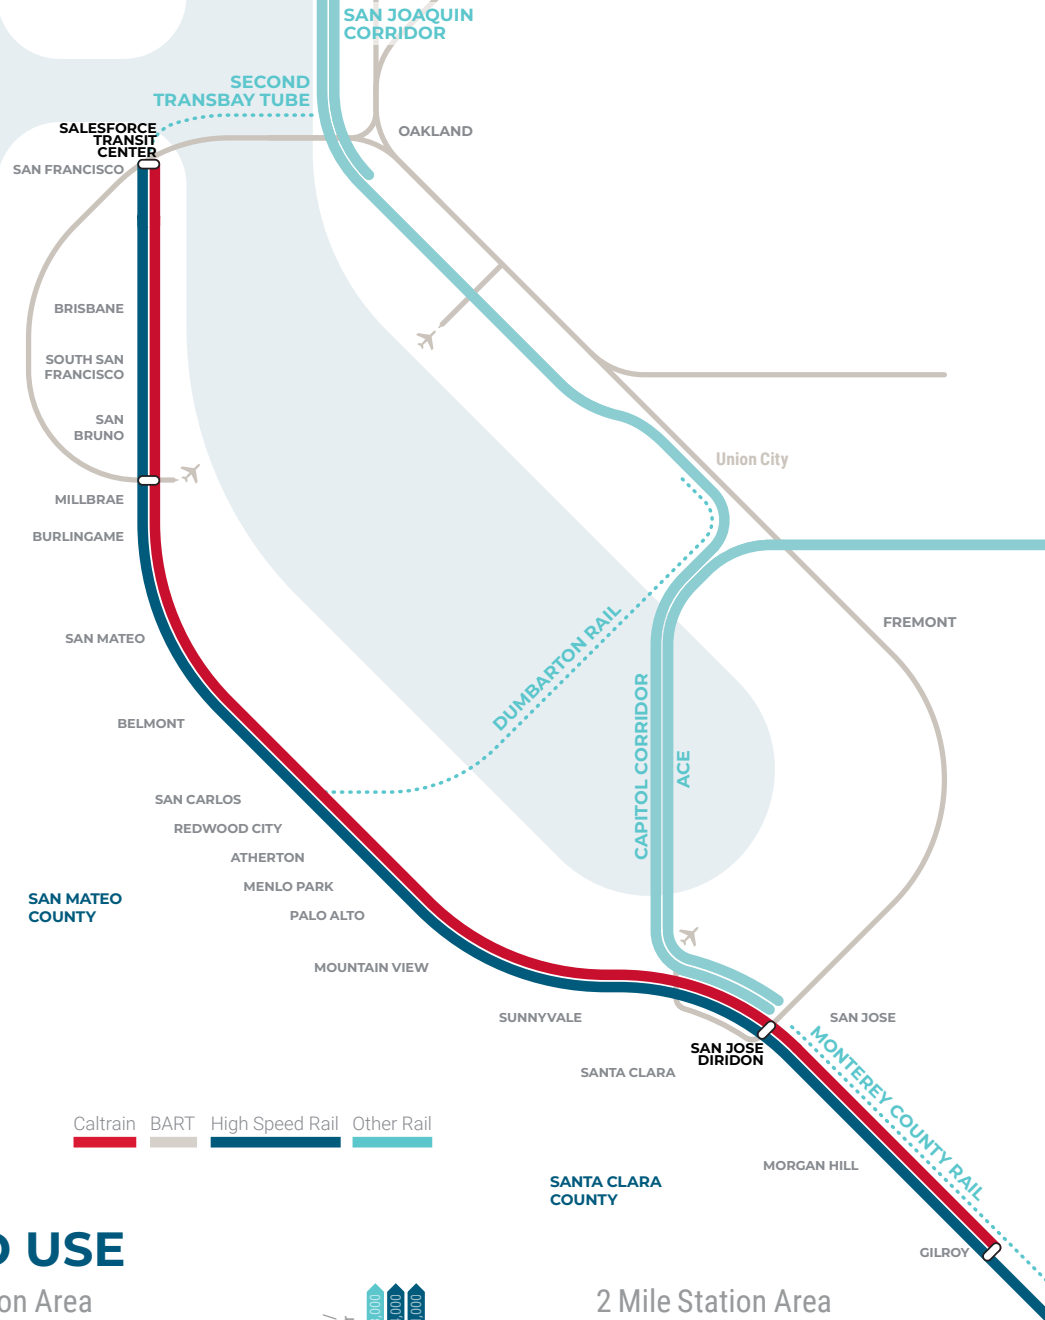 SAN JOAQUIN
CORRIDOR
SECOND
TRANSBAY TUBE
SALESFORCE
TRANSIT
CENTER
OAKLAND
SAN FRANCISCO
BRISBANE
SOUTH SAN
FRANCISCO
SAN
BRUNO
Union City
MILLBRAE
BURLINGAME
FREMONT
SAN MATEO
DUMBARTON RAIL
BELMONT
CAPITOL CORRIDOR
ACE
SAN CARLOS
REDWOOD CITY
ATHERTON
MENLO PARK
SAN MATEO
COUNTY
PALO ALTO
MOUNTAIN VIEW
SUNNYVALE
SAN JOSE
SAN JOSE
DIRIDON
MONTEREY COUNTY RAIL
SANTA CLARA
Caltrain
BART
High Speed Rail
Other Rail
MORGAN HILL
SANTA CLARA
COUNTY
GILROY
USE
on Area
2 Mile Station Area